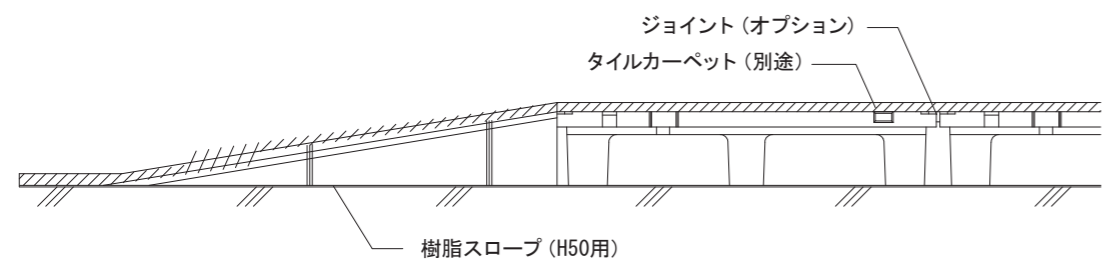 ジョイント（オプション）
タイルカーペット（別途）
樹脂スロープ（H50用）